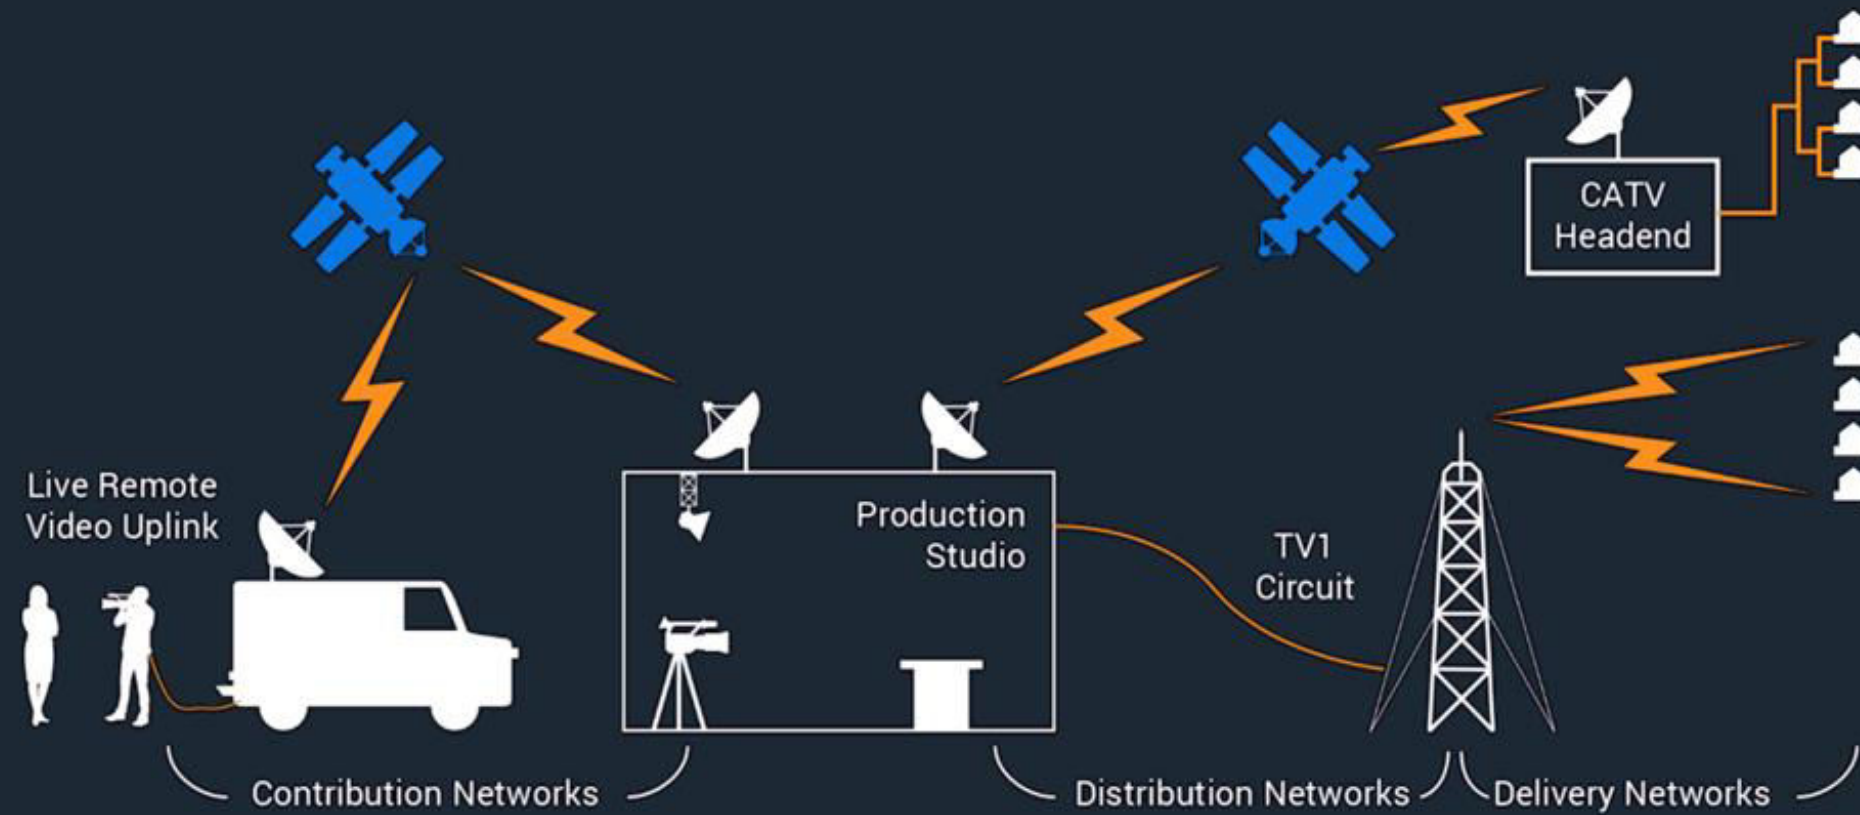 CATV
Headend
Live Remote
Video Uplink
Production
Studio
TV1
Circuit
Contribution Networks
Distribution Networks
Delivery Networks